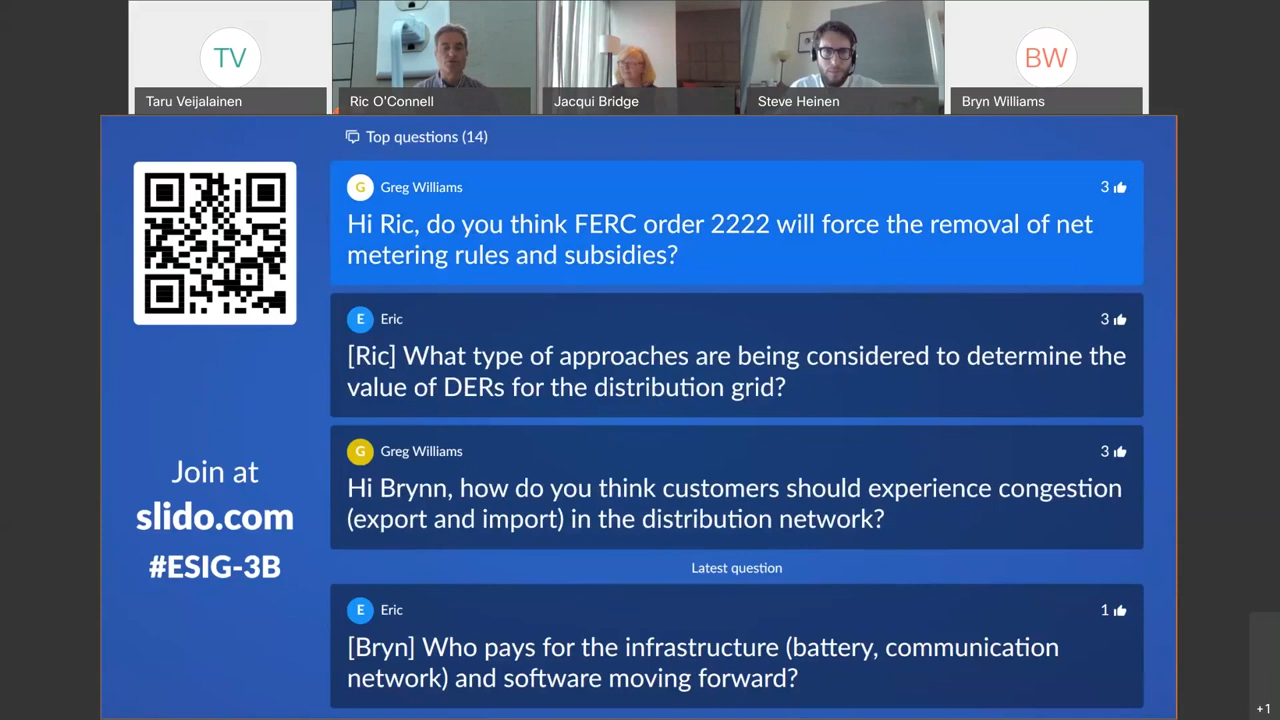 TV
BW
Taru Veijalainen
Ric O'Connell
Jacqui Bridge
Steve Heinen
Bryn Williams
Top questions (14)
G
Greg Williams
3
Hi Ric, do you think FERC order 2222 will force the removal of net
metering rules and subsidies?
E
Eric
3
[Ric] What type of approaches are being considered to determine the
value of DERs for the distribution grid?
G
Greg Williams
3
Hi Brynn, how do you think customers should experience congestion
(export and import) in the distribution network?
Join at
slido.com
#ESIG-3B
Latest question
E
Eric
1
[Bryn] Who pays for the infrastructure (battery, communication
network) and software moving forward?
+1